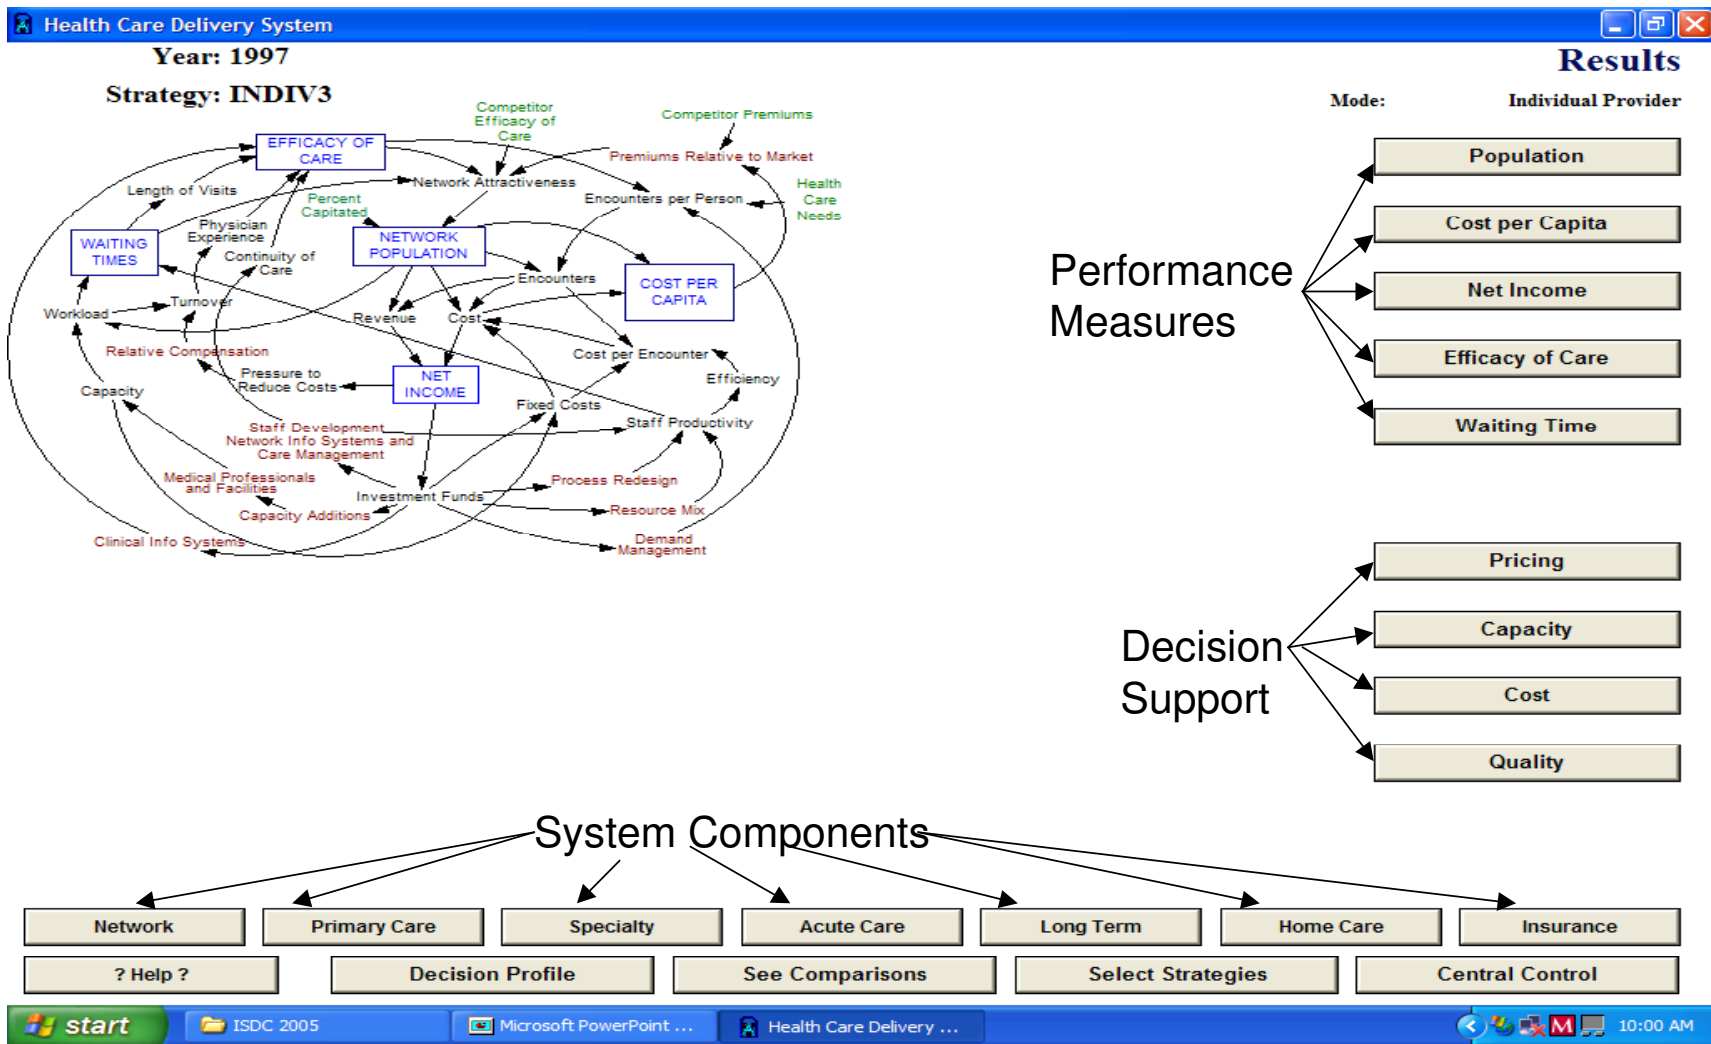 Health Care Delivery System
Year: 1997
Strategy: INDIV3
Results
Mode: Individual Provider
Competitor
Efficacy of
Care
Competitor Premiums
EFFICACY OF
CARE
Premiums Relative to Market
Length of Visits
Network Attractiveness
Health
Care
Needs
Percent
Capitated
Encounters per Person
Physician
Experience
WAITING
TIMES
Continuity of
Care
NETWORK
POPULATION
Encounters
COST PER
CAPITA
Workload
Turnover
Revenue
Cost
Relative Compensation
Cost per Encounter
Pressure to
Reduce Costs
NET
INCOME
Efficiency
Capacity
Fixed Costs
Staff Development
Network Info Systems and
Care Management
Staff Productivity
Medical Professionals
and Facilities
Process Redesign
Investment Funds
Capacity Additions
Resource Mix
Clinical Info Systems
Demand
Management
Performance
Measures
Population
Cost per Capita
Net Income
Efficacy of Care
Waiting Time
Decision
Support
Pricing
Capacity
Cost
Quality
System Components
Network
Primary Care
Specialty
Acute Care
Long Term
Home Care
Insurance
? Help ?
Decision Profile
See Comparisons
Select Strategies
Central Control
start
ISDC 2005
Microsoft PowerPoint ...
Health Care Delivery ...
M
10:00 AM